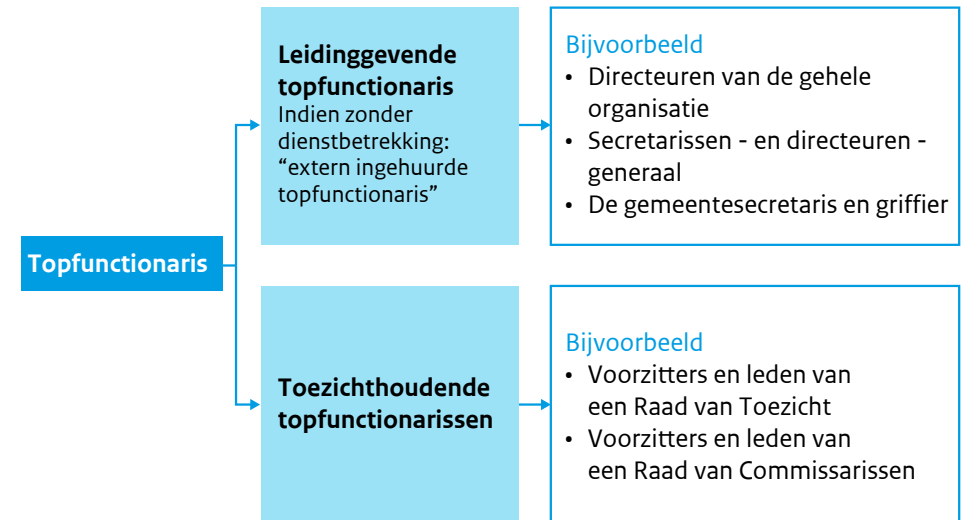 Topfunctionaris
Leidinggevende
topfunctionaris
Indien zonder
dienstbetrekking:
“extern ingehuurde
topfunctionaris”
Bijvoorbeeld
• Directeuren van de gehele
organisatie
• Secretarissen - en directeuren -
generaal
• De gemeentesecretaris en griffier
Toezichthoudende
topfunctionarissen
Bijvoorbeeld
• Voorzitters en leden van
een Raad van Toezicht
• Voorzitters en leden van
een Raad van Commissarissen